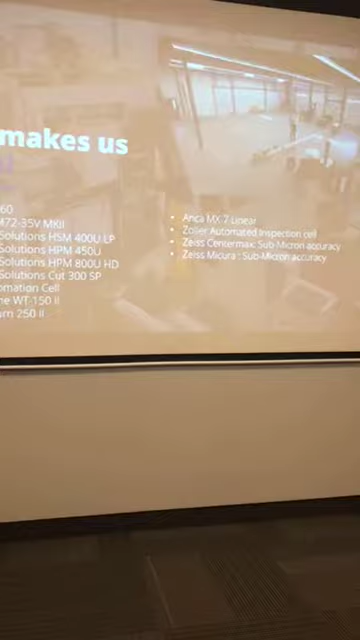 makes us
60
M72-35V MKII
Solutions HSM 400U LP
Solutions HPM 450U
Solutions HPM 800U HD
Solutions Cut 300 SP
omation Cell
ne WT-150 II
urn 250 II
• Anca MX-7 Linear
• Zoller Automated Inspection cell
• Zeiss Centermax: Sub-Micron accuracy
• Zeiss Micura : Sub-Micron accuracy